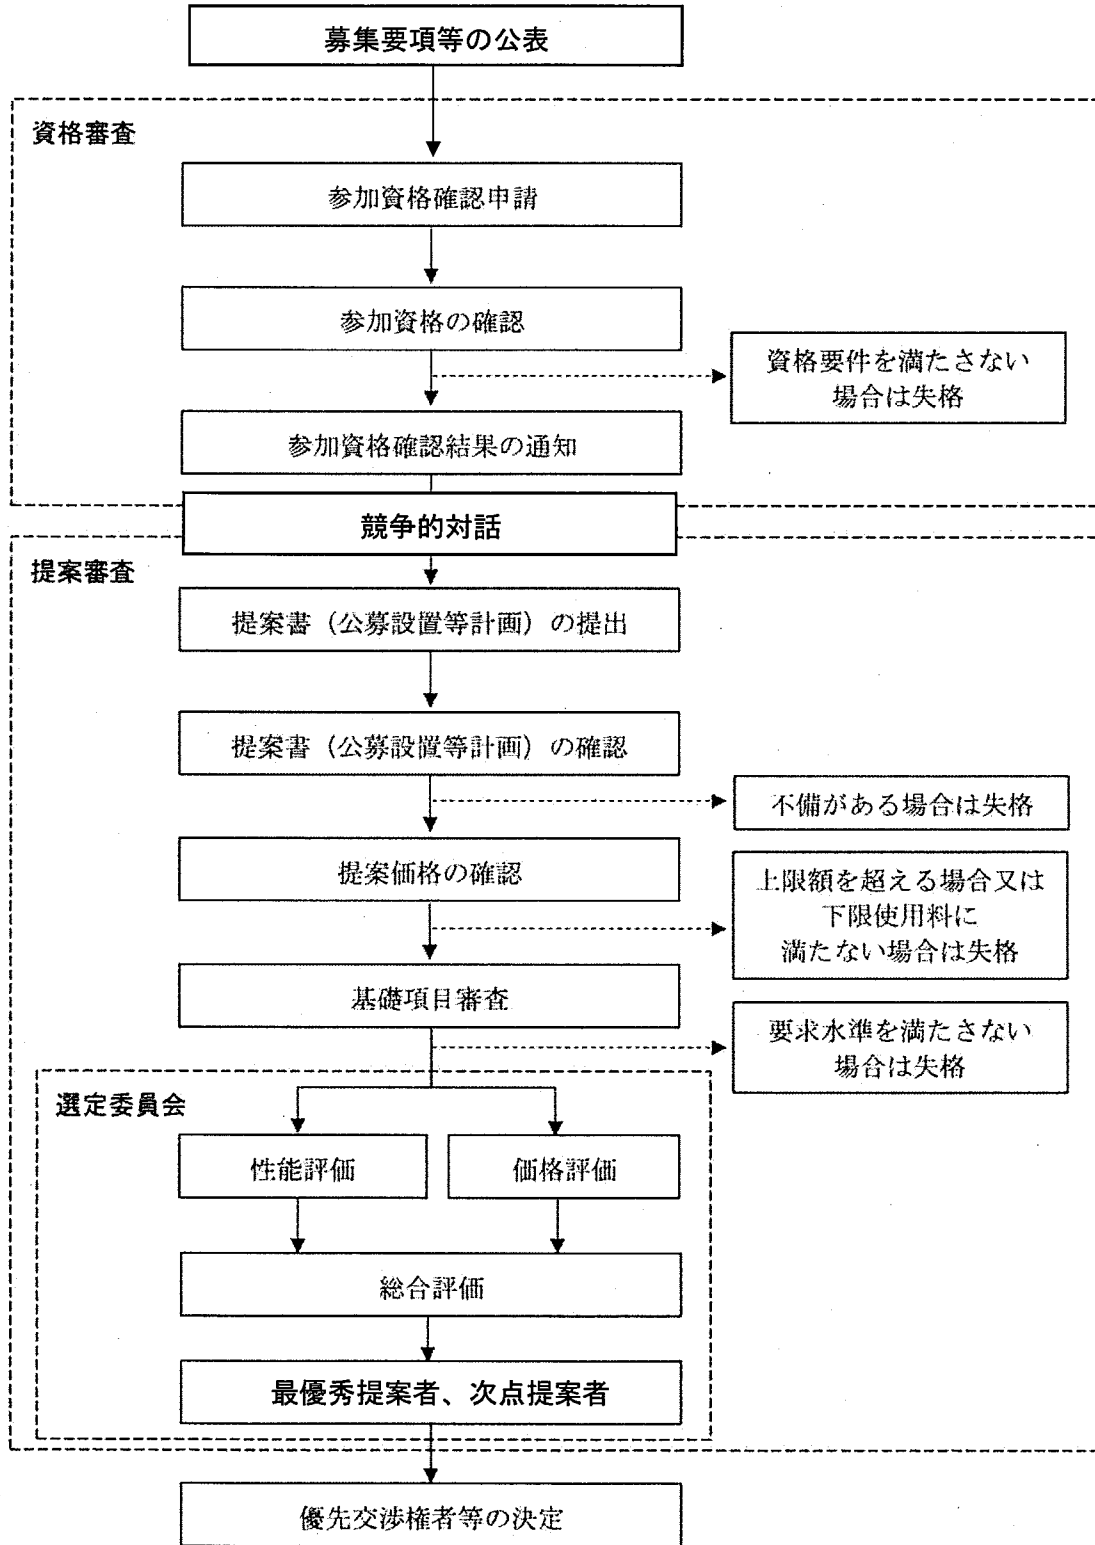 募集要項等の公表
資格審査
参加資格確認申請
参加資格の確認
資格要件を満たさない
場合は失格
参加資格確認結果の通知
競争的対話
提案審査
提案書（公募設置等計画）の提出
提案書（公募設置等計画）の確認
不備がある場合は失格
提案価格の確認
上限額を超える場合又は
下限使用料に
満たない場合は失格
基礎項目審査
要求水準を満たさない
場合は失格
選定委員会
性能評価
価格評価
総合評価
最優秀提案者、次点提案者
優先交渉権者等の決定